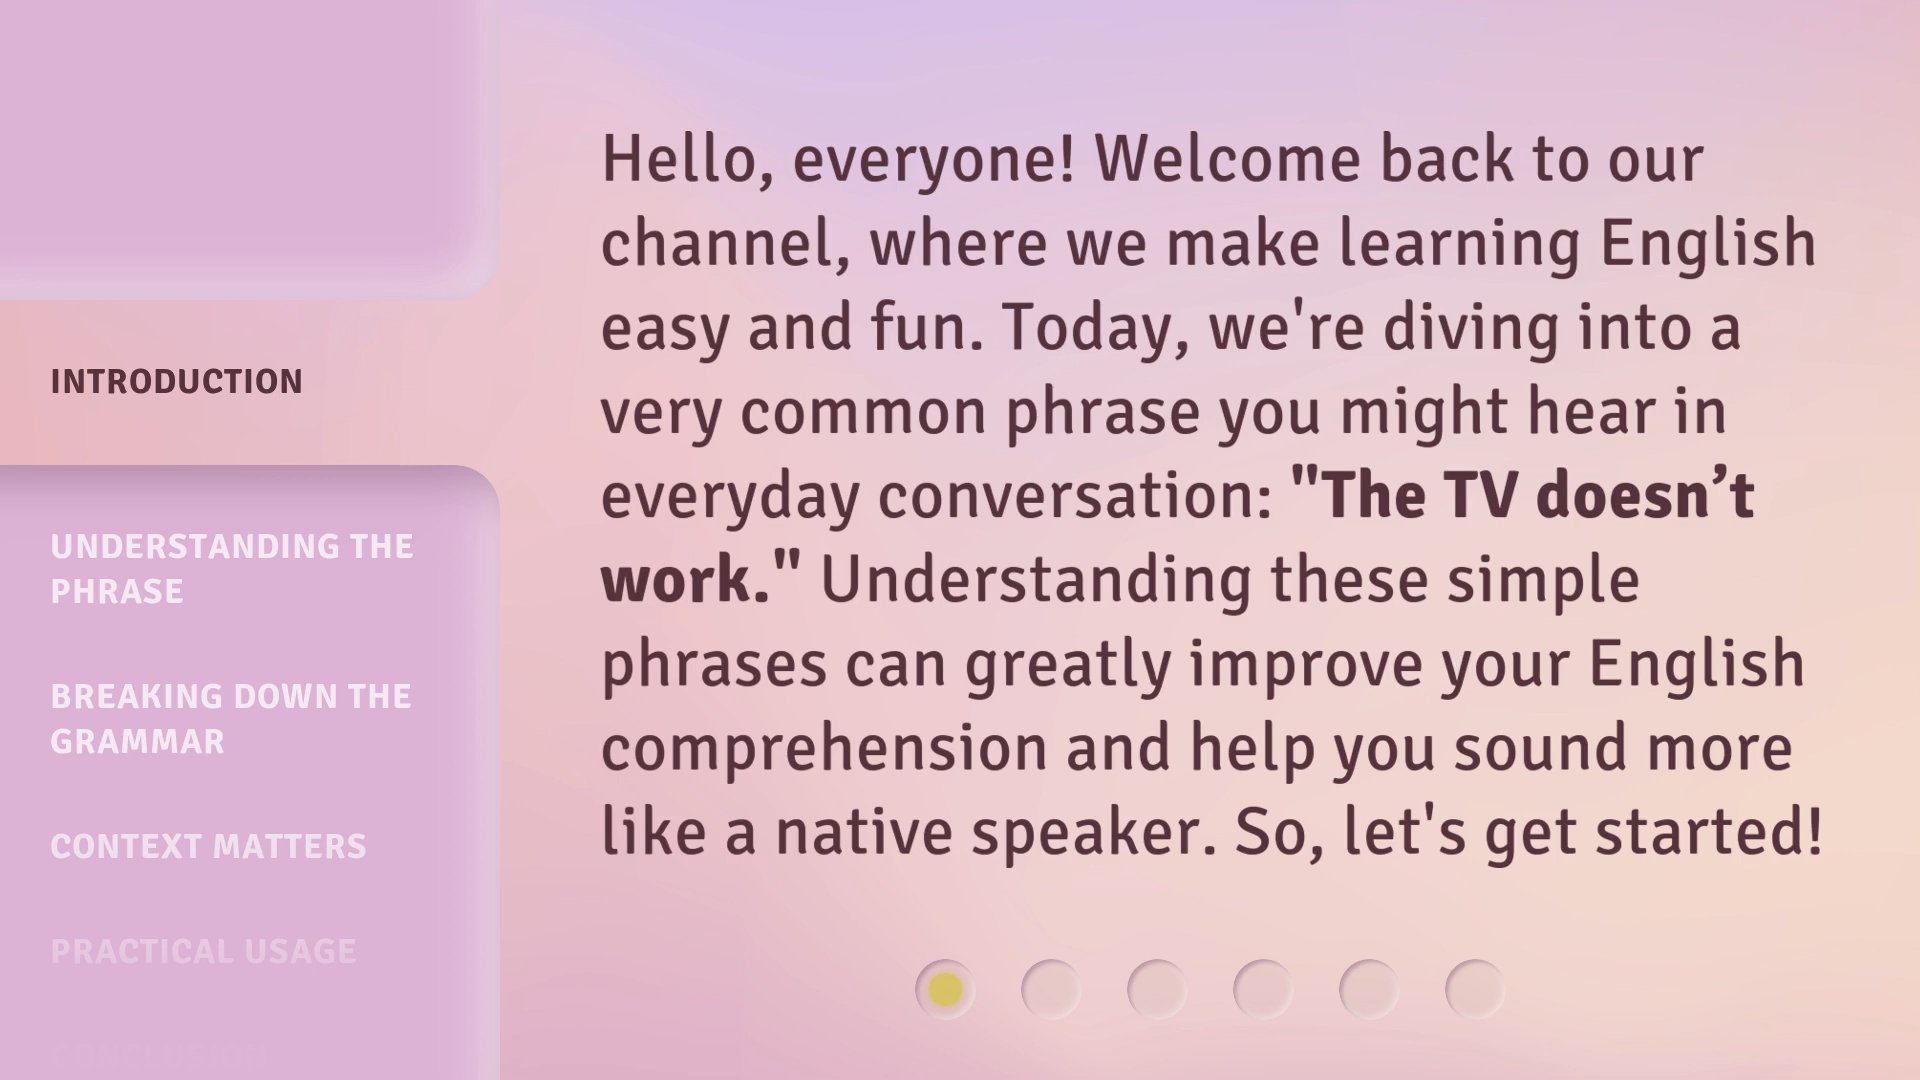 INTRODUCTION
UNDERSTANDING THE
PHRASE
BREAKING DOWN THE
GRAMMAR
CONTEXT MATTERS
PRACTICAL USAGE
CONCLUSION
Hello, everyone! Welcome back to our
channel, where we make learning English
easy and fun. Today, we're diving into a
very common phrase you might hear in
everyday conversation: "The TV doesn’t
work." Understanding these simple
phrases can greatly improve your English
comprehension and help you sound more
like a native speaker. So, let's get started!